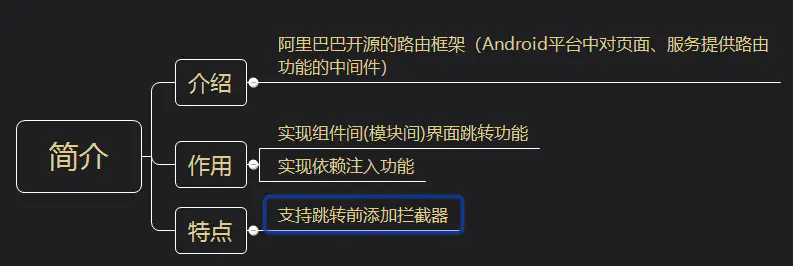 阿里巴巴开源的路由框架（Android平台中对页面、服务提供路由
功能的中间件）
介绍
简介
实现组件间(模块间)界面跳转功能
作用
实现依赖注入功能
支持跳转前添加拦截器
特点